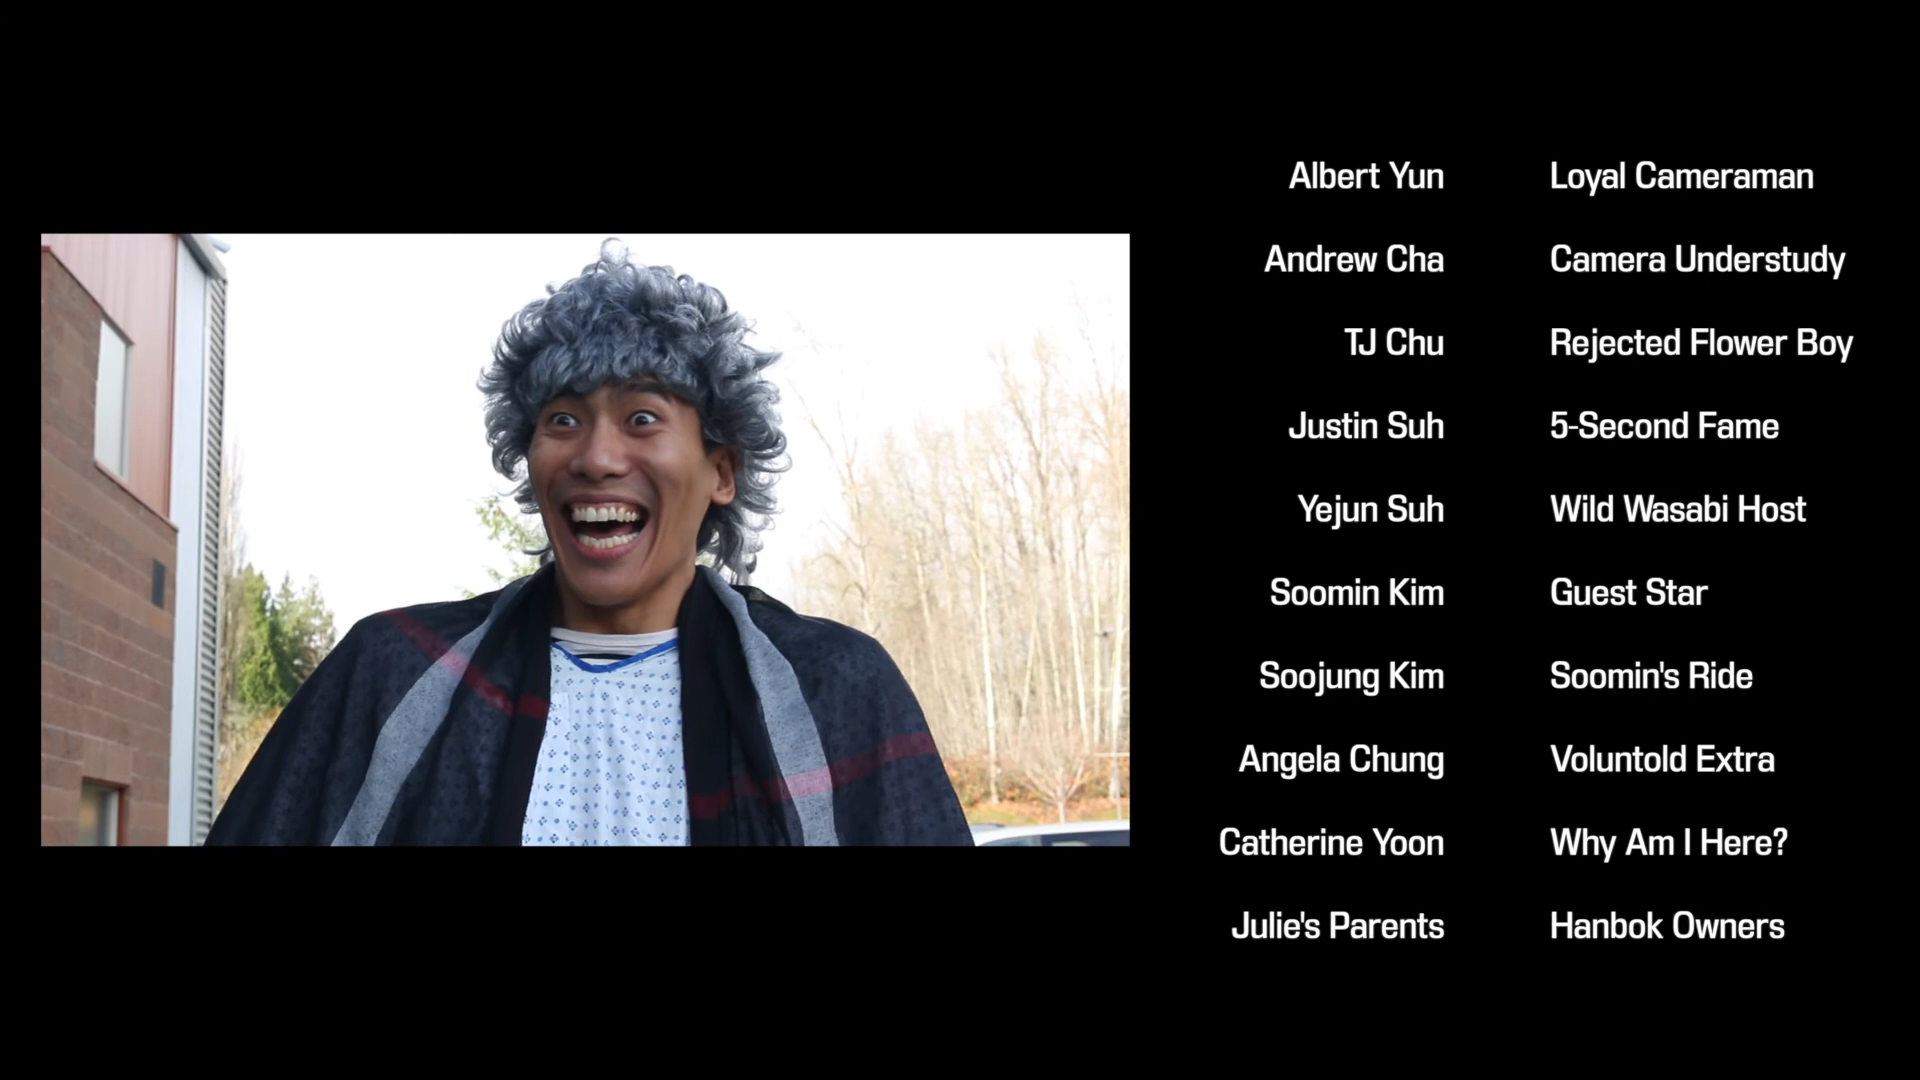 Albert Yun Loyal Cameraman
Andrew Cha Camera Understudy
TJ Chu Rejected Flower Boy
Justin Suh 5-Second Fame
Yejun Suh Wild Wasabi Host
Soomin Kim Guest Star
Soojung Kim Soomin's Ride
Angela Chung Voluntold Extra
Catherine Yoon Why Am I Here?
Julie's Parents Hanbok Owners